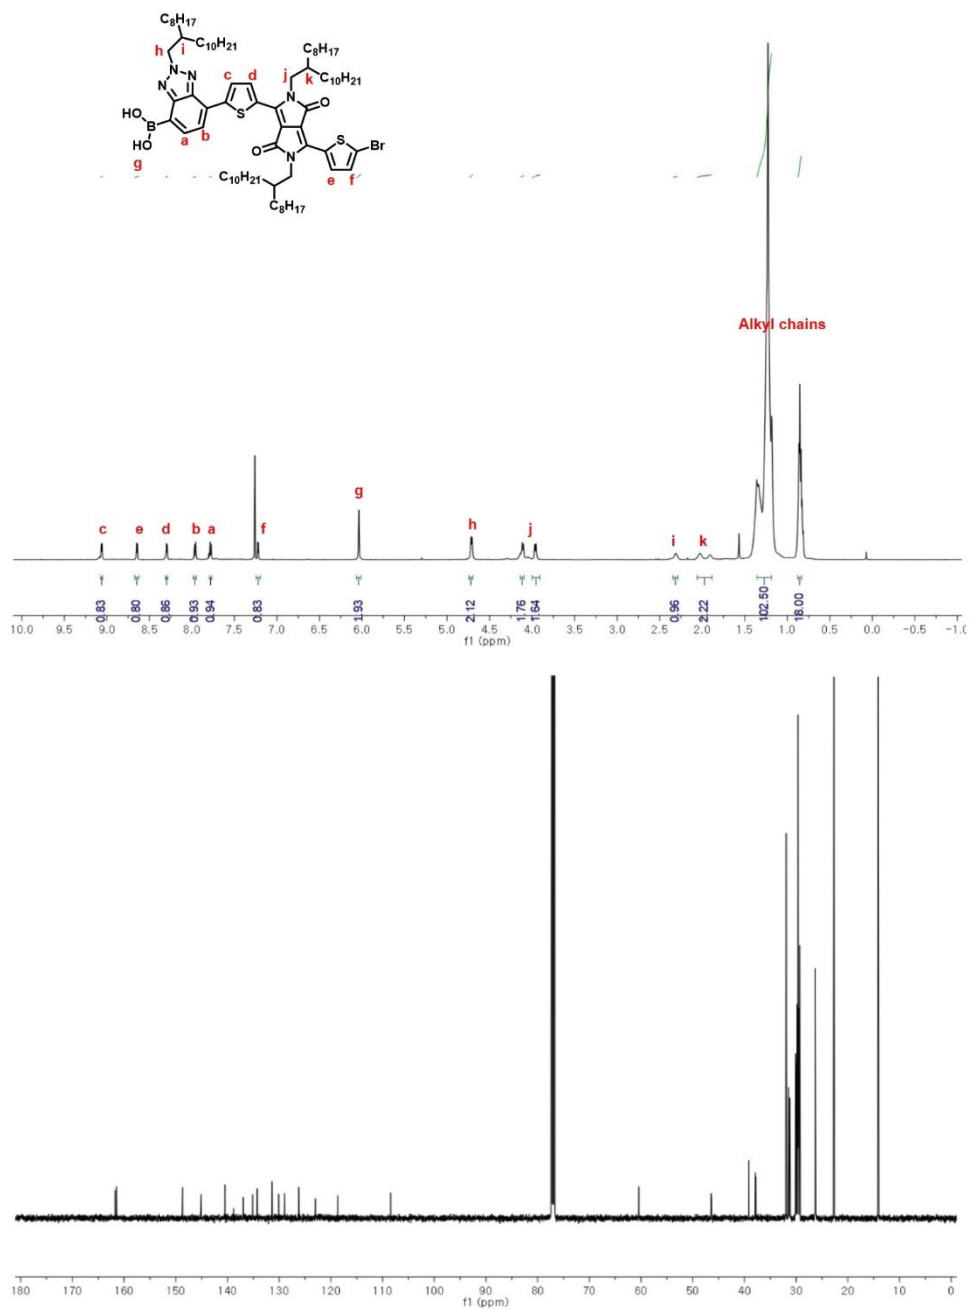 C8H17
C10H21
h
i
N
N
N
HO
B
HO
g
a
b
c
d
S
C8H17
k
C10H21
j
N
O
O
N
S
Br
e
f
C10H21
C8H17
Alkyl chains
c
e
d
b
a
f
g
h
j
i
k
0.83
0.80
0.86
0.93
0.94
0.83
1.93
2.12
1.76
1.64
0.96
2.22
102.50
18.00
10.0 9.5 9.0 8.5 8.0 7.5 7.0 6.5 6.0 5.5 5.0 4.5 4.0 3.5 3.0 2.5 2.0 1.5 1.0 0.5 0.0 -0.5 -1.0
f1 (ppm)
180 170 160 150 140 130 120 110 100 90 80 70 60 50 40 30 20 10 0
f1 (ppm)